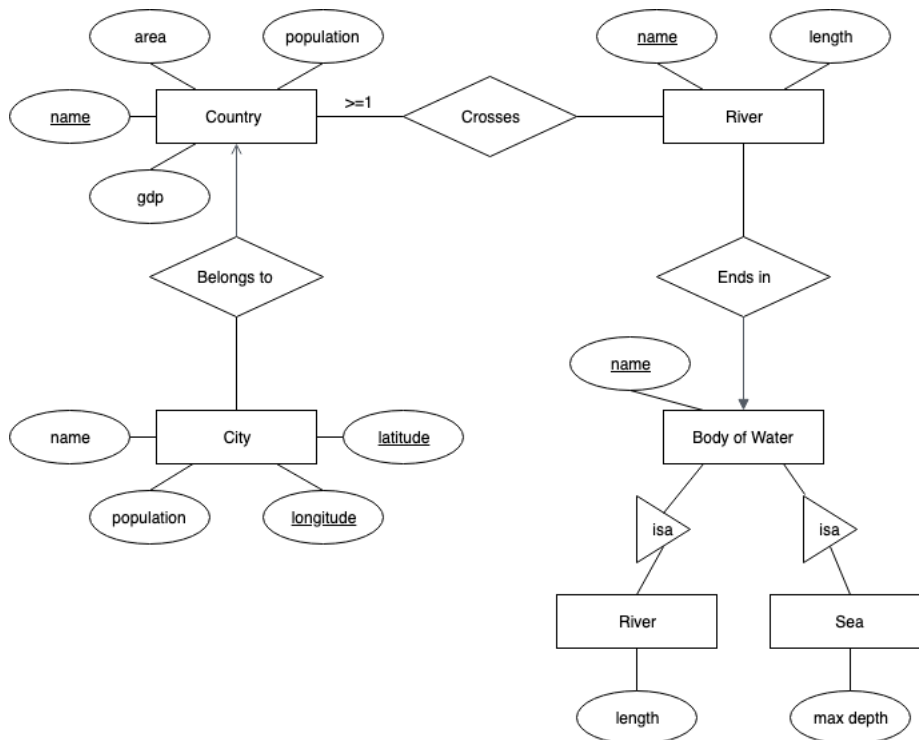 area
population
name
length
name
Country
>=1
Crosses
River
gdp
Belongs to
Ends in
name
name
City
latitude
Body of Water
population
longitude
isa
isa
River
Sea
length
max depth